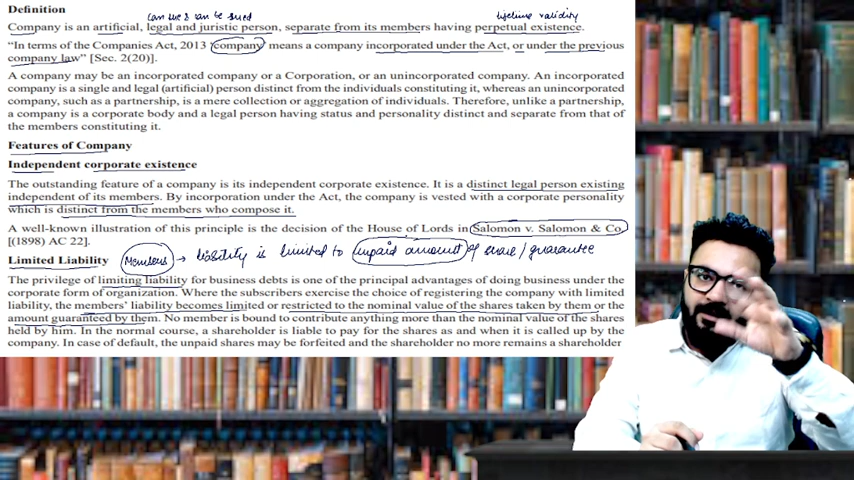 Definition
can sue & can be sued
lifetime validity
Company is an artificial, legal and juristic person, separate from its members having perpetual existence.
“In terms of the Companies Act, 2013 ‘company’ means a company incorporated under the Act, or under the previous
company law” [Sec. 2(20)].
A company may be an incorporated company or a Corporation, or an unincorporated company. An incorporated
company is a single and legal (artificial) person distinct from the individuals constituting it, whereas an unincorporated
company, such as a partnership, is a mere collection or aggregation of individuals. Therefore, unlike a partnership,
a company is a corporate body and a legal person having status and personality distinct and separate from that of
the members constituting it.
Features of Company
Independent corporate existence
The outstanding feature of a company is its independent corporate existence. It is a distinct legal person existing
independent of its members. By incorporation under the Act, the company is vested with a corporate personality
which is distinct from the members who compose it.
A well-known illustration of this principle is the decision of the House of Lords in Salomon v. Salomon & Co.
[(1898) AC 22].
Limited Liability
Members → liability is limited to unpaid amount of share/guarantee
The privilege of limiting liability for business debts is one of the principal advantages of doing business under the
corporate form of organization. Where the subscribers exercise the choice of registering the company with limited
liability, the members’ liability becomes limited or restricted to the nominal value of the shares taken by them or the
amount guaranteed by them. No member is bound to contribute anything more than the nominal value of the shares
held by him. In the normal course, a shareholder is liable to pay for the shares as and when it is called up by the
company. In case of default, the unpaid shares may be forfeited and the shareholder no more remains a shareholder